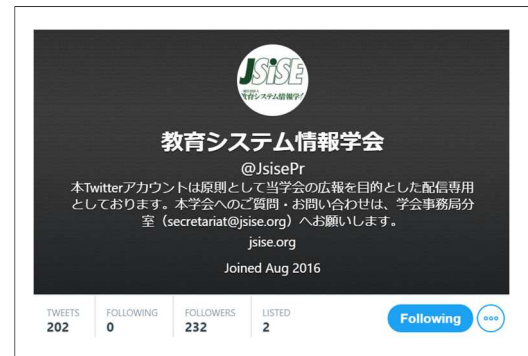 JSiSE
教育システム情報学会
@JsisePr
本Twitterアカウントは原則として当学会の広報を目的とした配信専用
としております。本学会へのご質問・お問い合わせは、学会事務局分
室（secretariat@jsise.org）へお願いします。
jsise.org
Joined Aug 2016
TWEETS FOLLOWING FOLLOWERS LISTED
202 0 232 2
Following